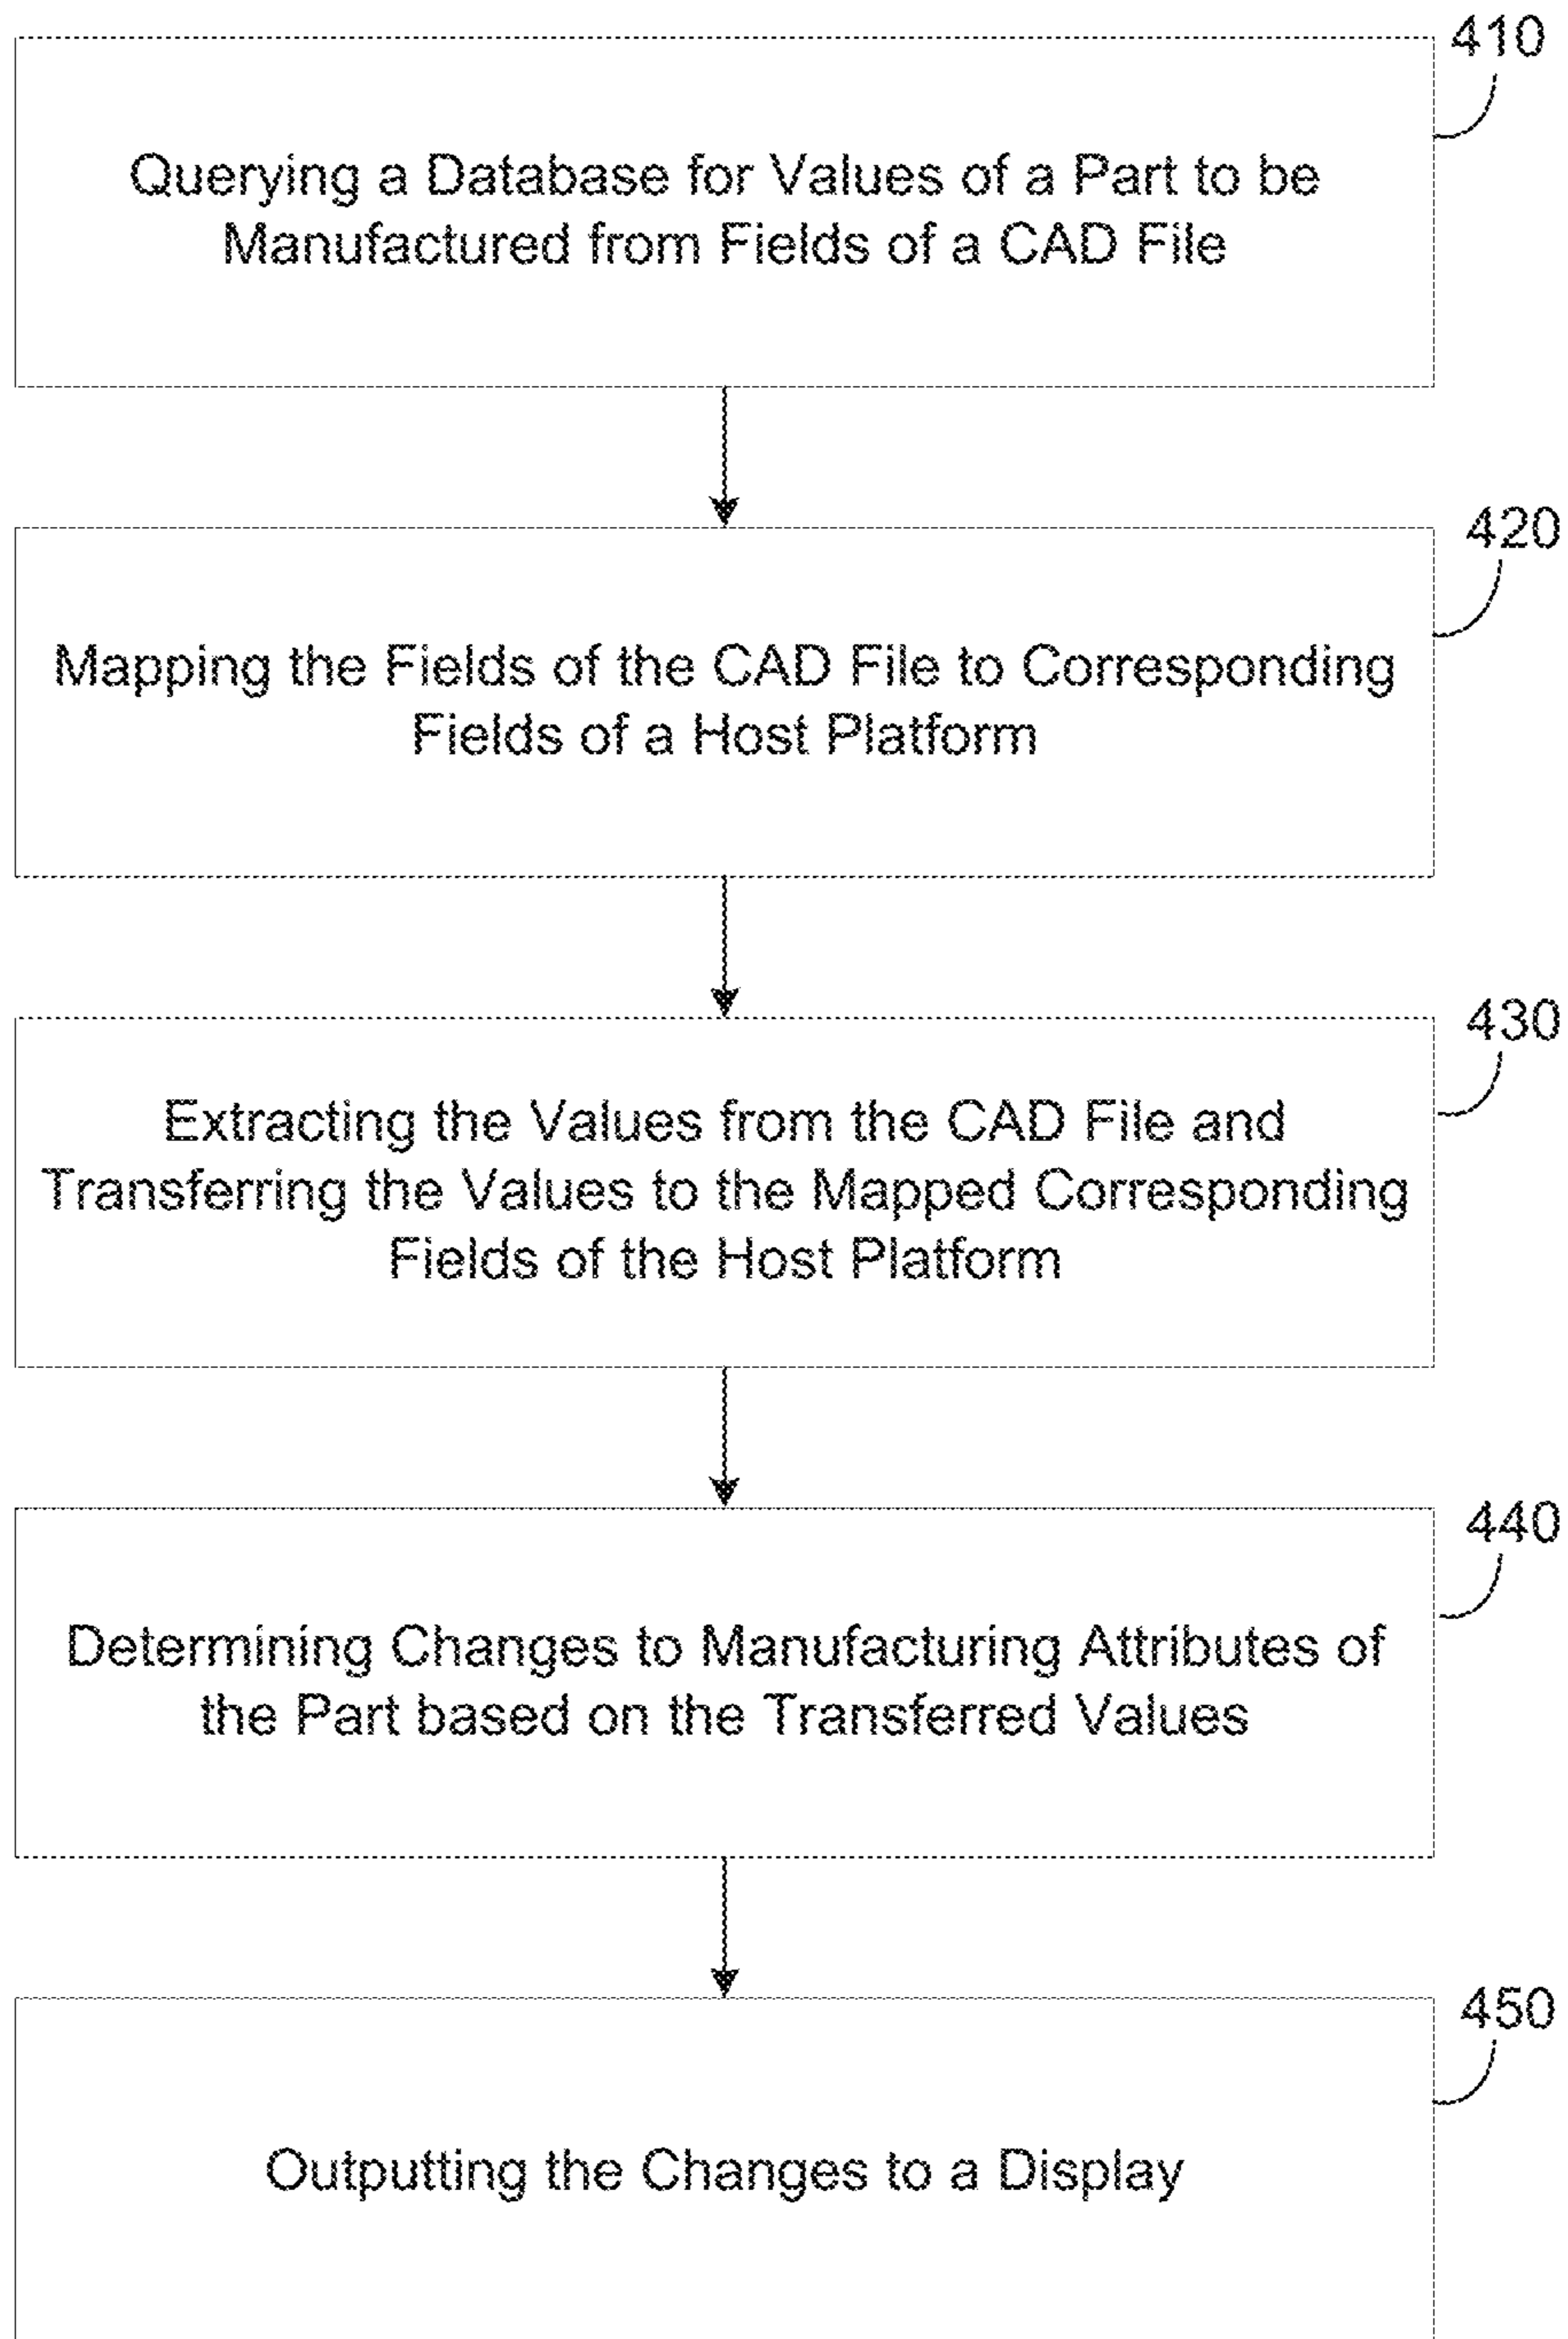 410
Querying a Database for Values of a Part to be
Manufactured from Fields of a CAD File
420
Mapping the Fields of the CAD File to Corresponding
Fields of a Host Platform
430
Extracting the Values from the CAD File and
Transferring the Values to the Mapped Corresponding
Fields of the Host Platform
440
Determining Changes to Manufacturing Attributes of
the Part based on the Transferred Values
450
Outputting the Changes to a Display